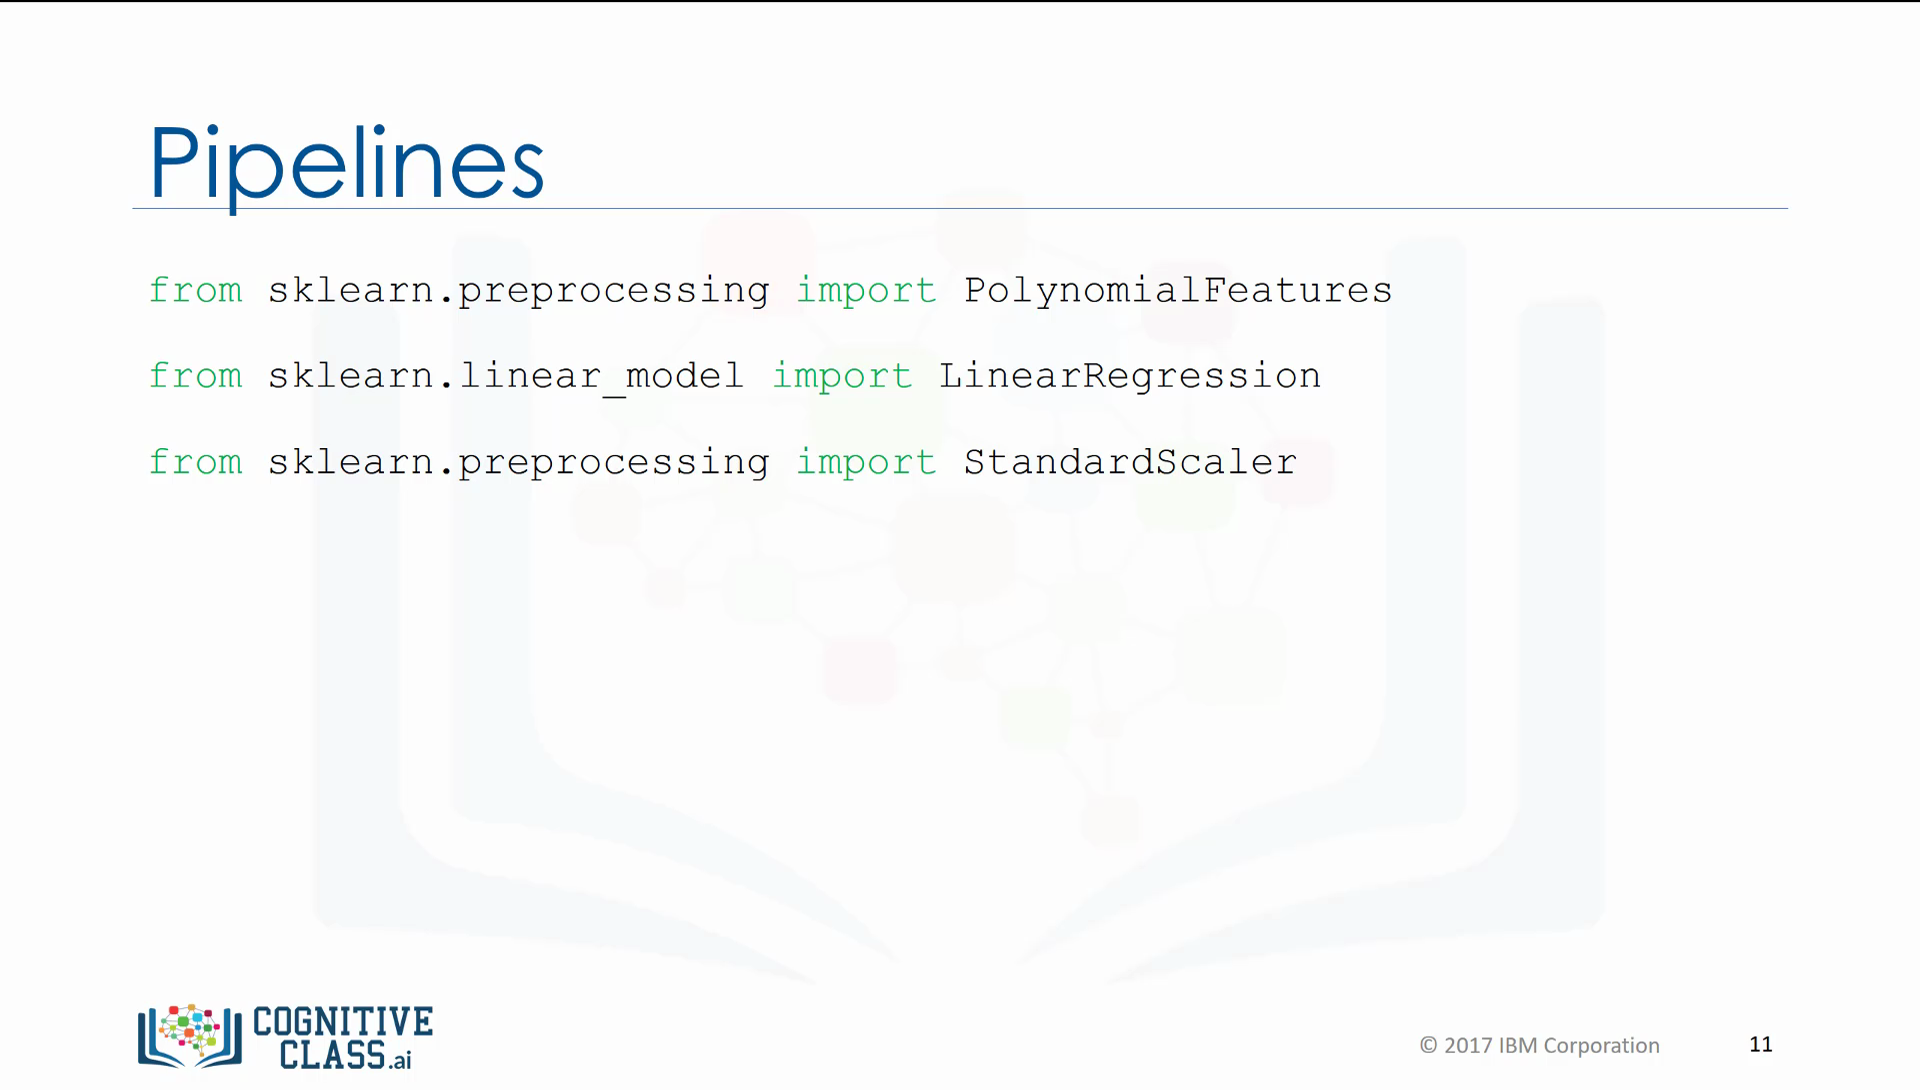 Pipelines
from sklearn.preprocessing import PolynomialFeatures
from sklearn.linear_model import LinearRegression
from sklearn.preprocessing import StandardScaler
COGNITIVE
CLASS.ai
© 2017 IBM Corporation
11